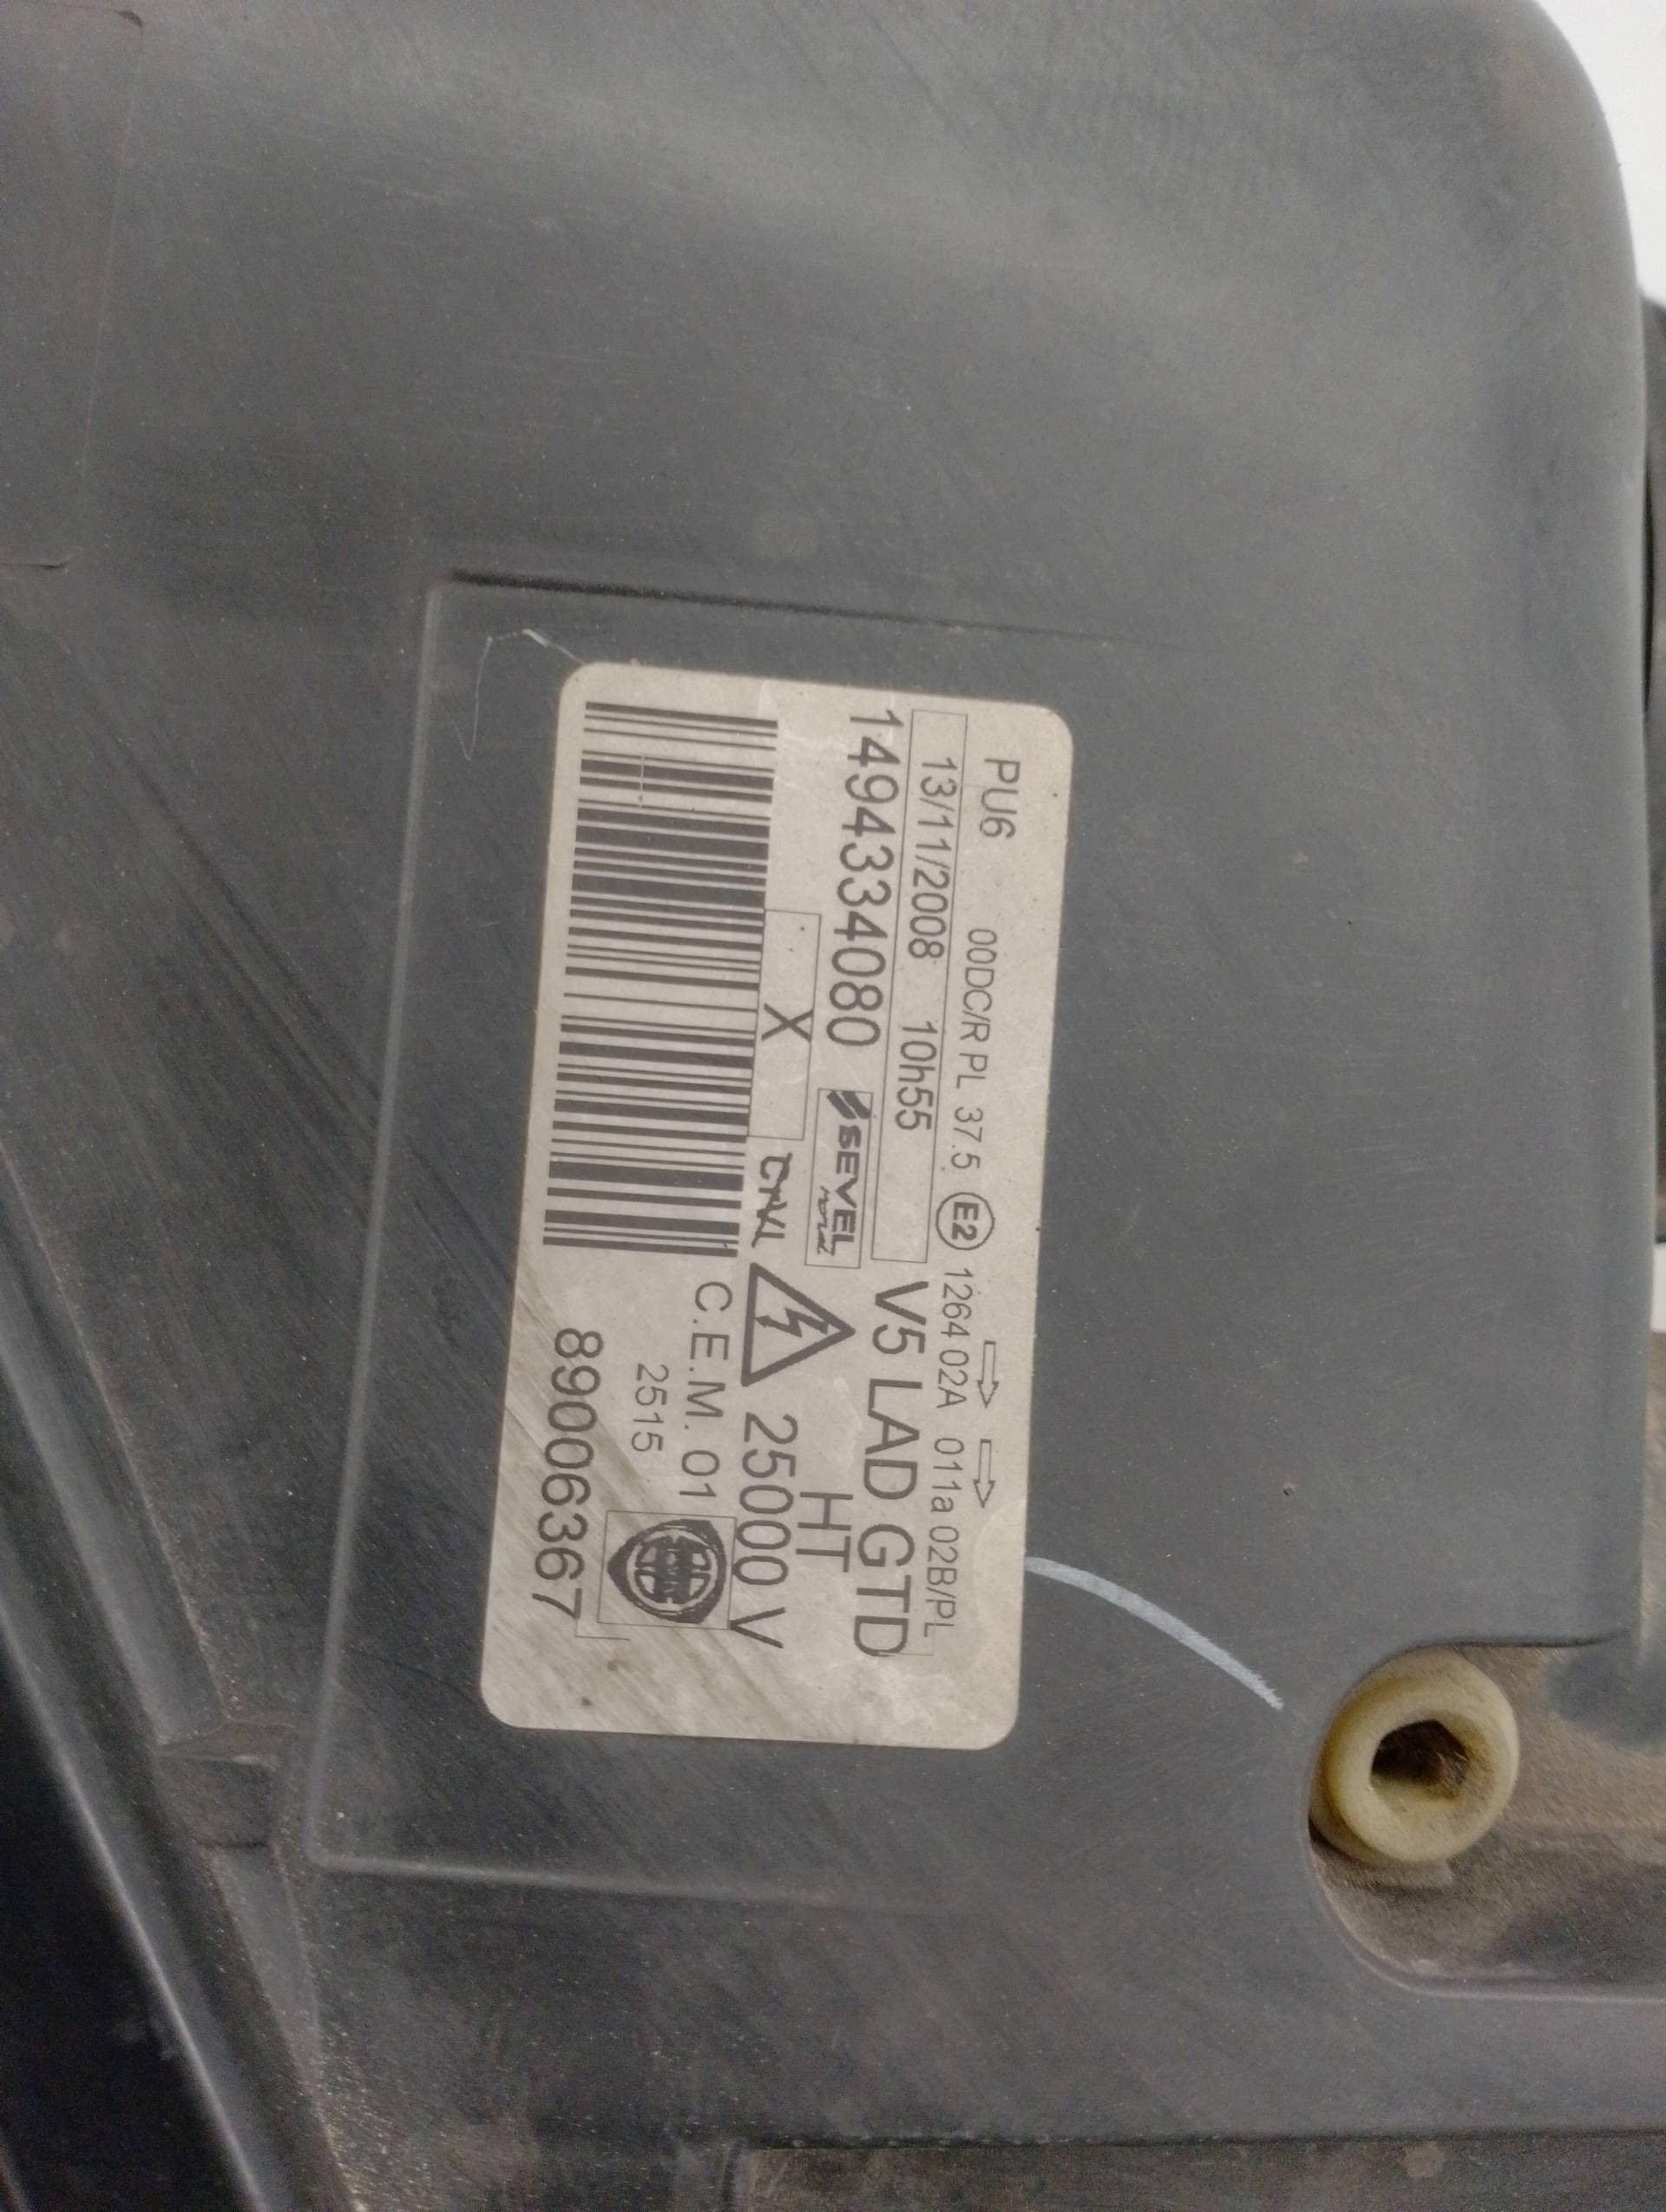 PU6 00DC/R PL 37.5 E2 1264 02A 011a 02B/PL
13/11/2008 10h55 V5 LAD GTD
1494334080 SEVEL nord HT
X 25000 V
C.E.M. 01
2515
89006367